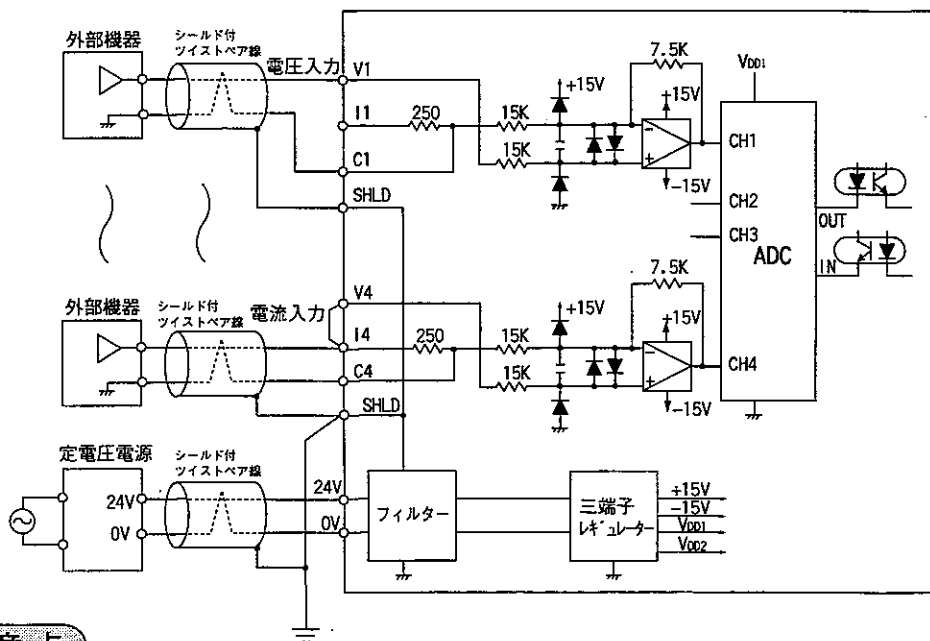 外部機器
シールド付
ツイストペア線
電圧入力
V1
I1
C1
SHLD
250
15K
15K
+15V
7.5K
+15V
-15V
−
+
VDD1
CH1
CH2
CH3
ADC
OUT
IN
外部機器
シールド付
ツイストペア線
電流入力
V4
I4
C4
SHLD
250
15K
15K
+15V
7.5K
+15V
-15V
−
+
CH4
定電圧電源
24V
0V
シールド付
ツイストペア線
24V
0V
フィルター
三端子
レギュレーター
+15V
-15V
VDD1
VDD2